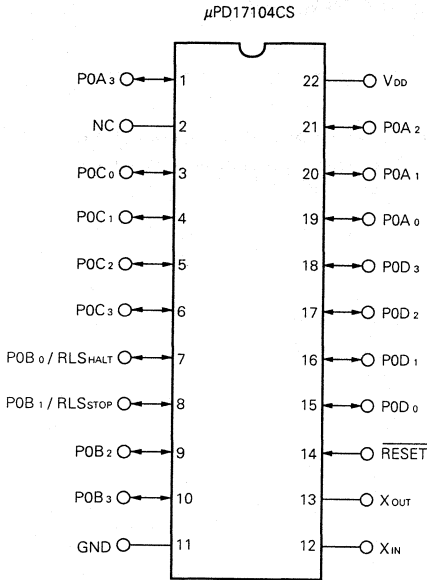 μPD17104CS
P0A3 1 22 VDD
NC 2 21 P0A2
P0C0 3 20 P0A1
P0C1 4 19 P0A0
P0C2 5 18 P0D3
P0C3 6 17 P0D2
P0B0 / RLSHALT 7 16 P0D1
P0B1 / RLSSTOP 8 15 P0D0
P0B2 9 14 RESET
P0B3 10 13 XOUT
GND 11 12 XIN